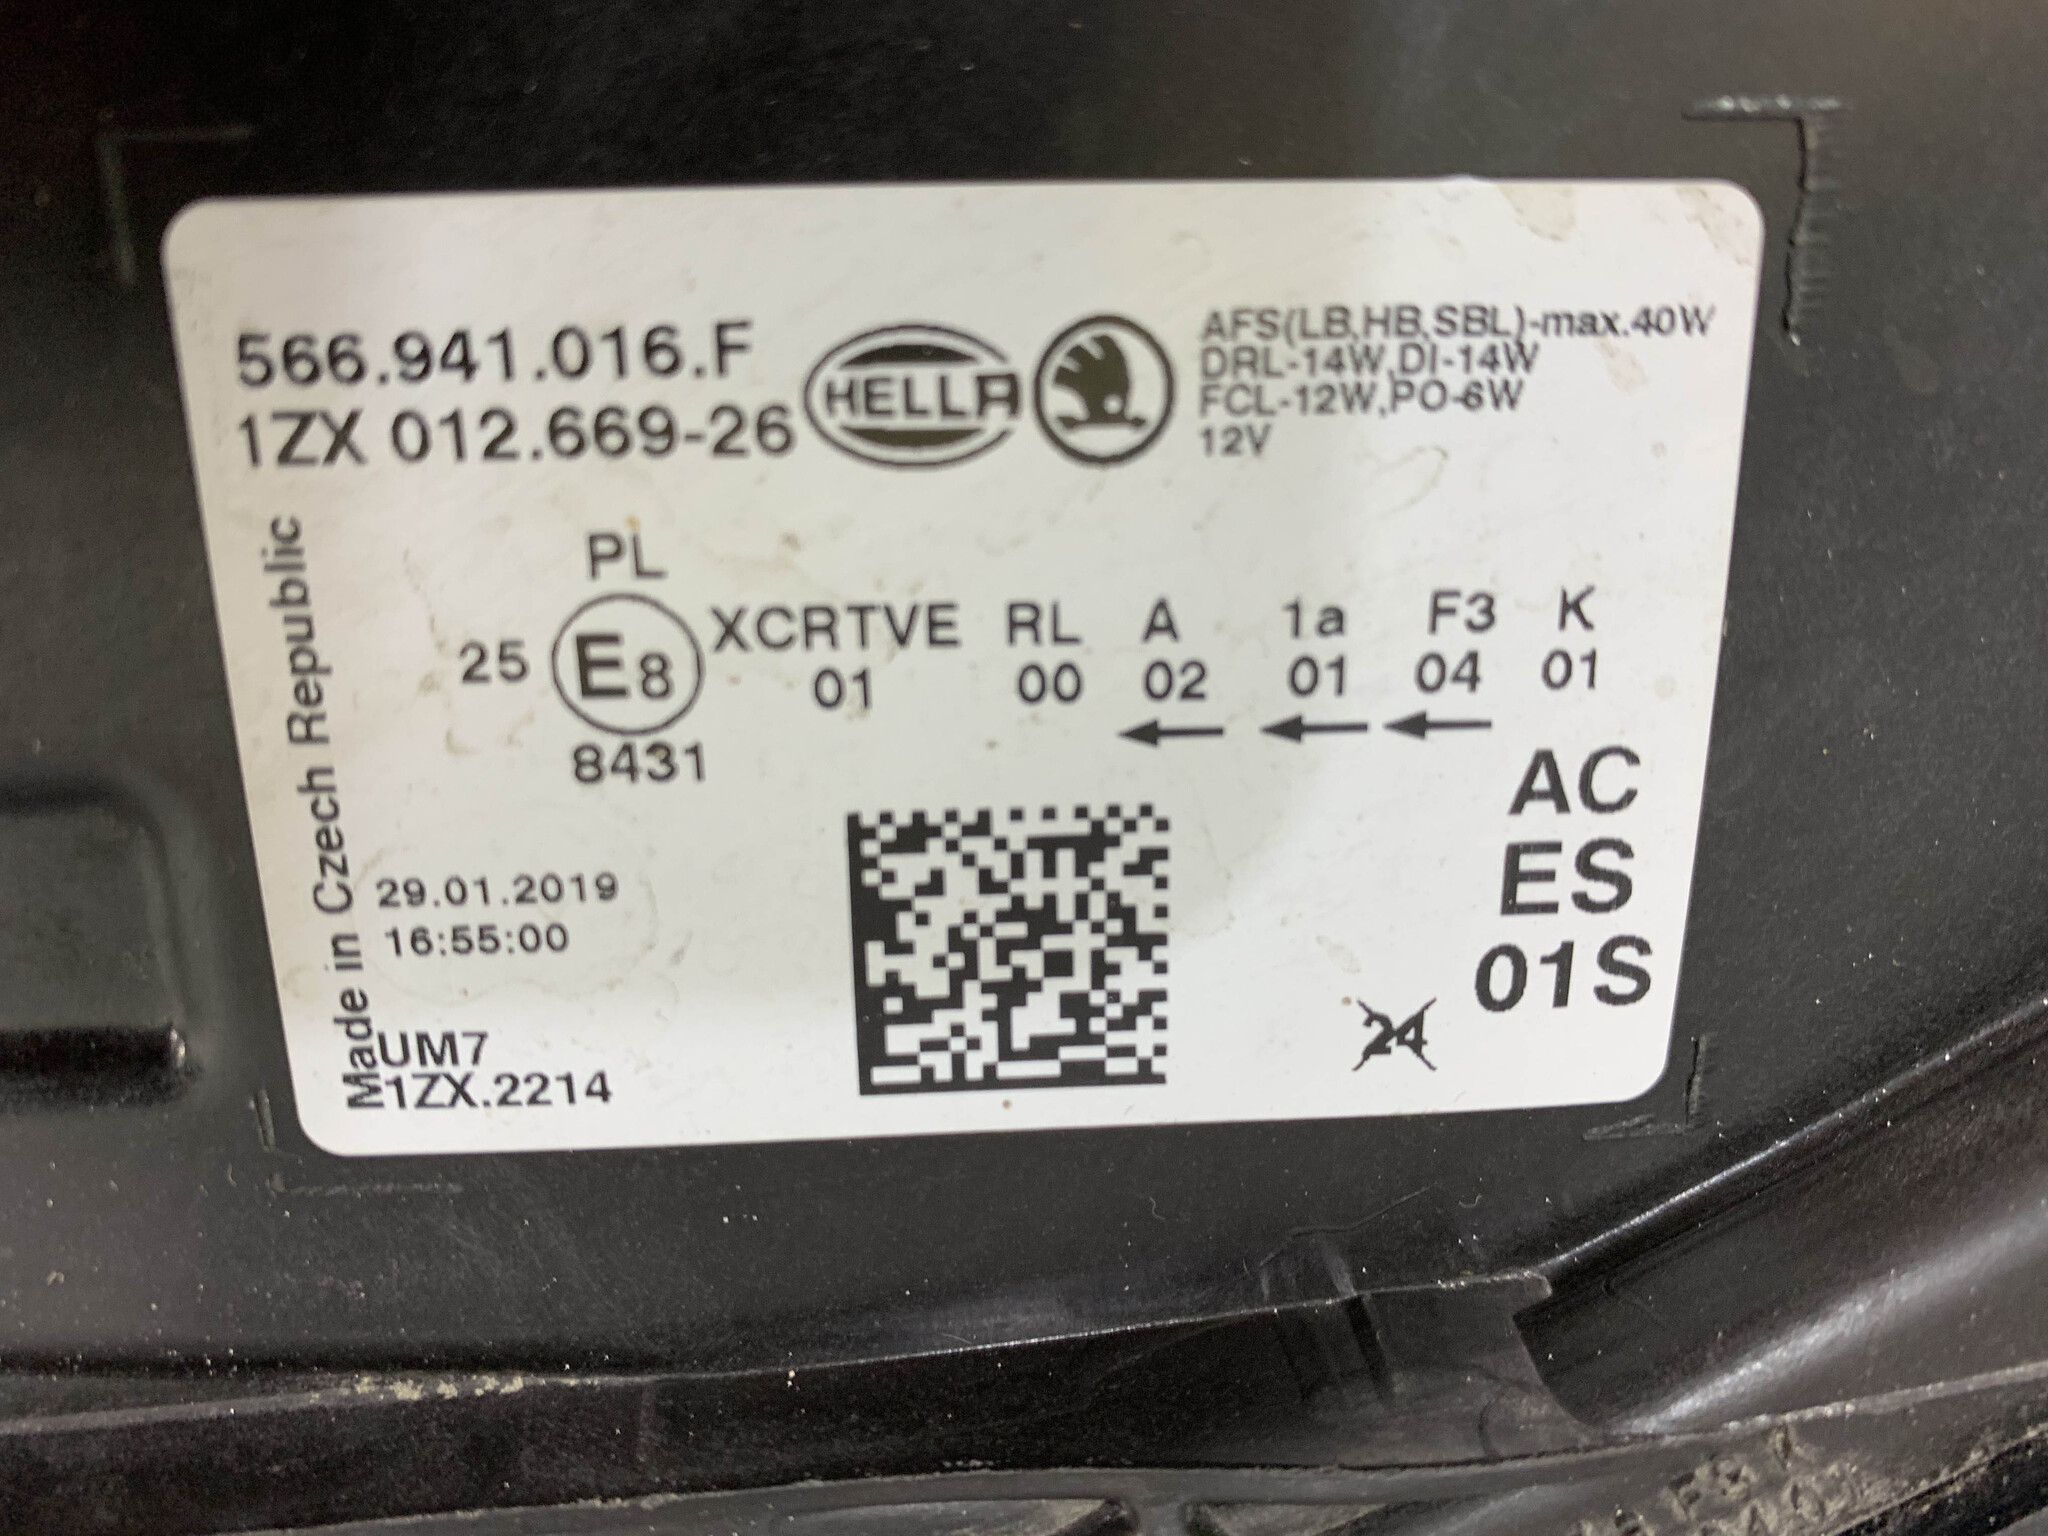 566.941.016.F
1ZX 012.669-26
HELLA
AFS(LB,HB,SBL)-max.40W
DRL-14W,DI-14W
FCL-12W,PO-6W
12V
Made in Czech Republic
PL
25 E8 XCRTVE RL A 1a F3 K
01 00 02 01 04 01
8431
AC
ES
01S
29.01.2019
16:55:00
24
UM7
1ZX.2214